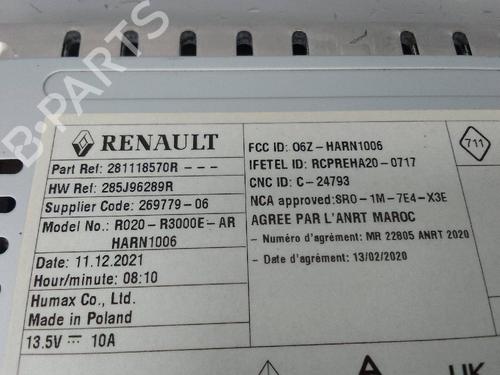 B-PARTS
RENAULT
Part Ref: 281118570R - - -
HW Ref: 285J96289R
Supplier Code: 269779-06
Model No.: R020 - R3000E - AR
HARN1006
Date: 11.12.2021
Hour/minute: 08:10
Humax Co., Ltd.
Made in Poland
13.5V ⎓ 10A
FCC ID: O6Z-HARN1006
IFETEL ID: RCPREHA20-0717
CNC ID: C-24793
NCA approved:SRO-1M-7E4-X3E
AGREE PAR L'ANRT MAROC
- Numéro d'agrément: MR 22805 ANRT 2020
- Date d'agrément: 13/02/2020
711
UK